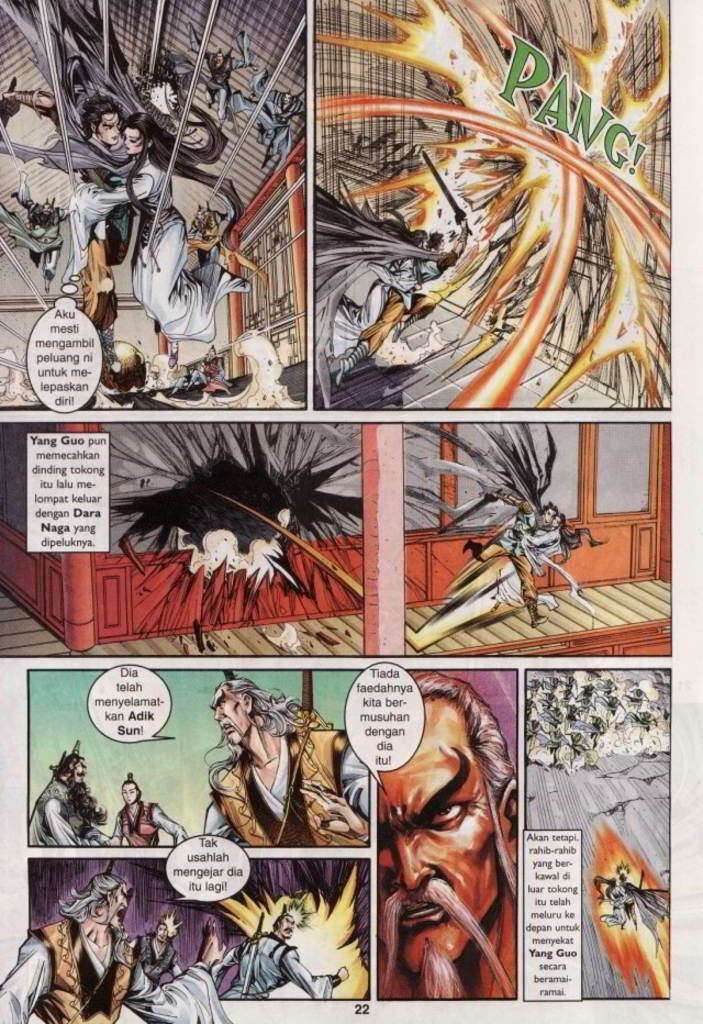 Aku
mesti
mengambil
peluang ni
untuk me-
lepaskan
diri!
PANG!
Yang Guo pun
memecahkan
dinding tokong
itu lalu me-
lompat keluar
dengan Dara
Naga yang
dipeluknya.
Dia
telah
menyelamat-
kan Adik
Sun!
Tiada
faedahnya
kita ber-
musuhan
dengan
dia
itu!
Tak
usahlah
mengejar dia
itu lagi!
Akan tetapi,
rahib-rahib
yang ber-
kawal di
luar tokong
itu telah
meluru ke
depan untuk
menyekat
Yang Guo
secara
beramai-
ramai.
22